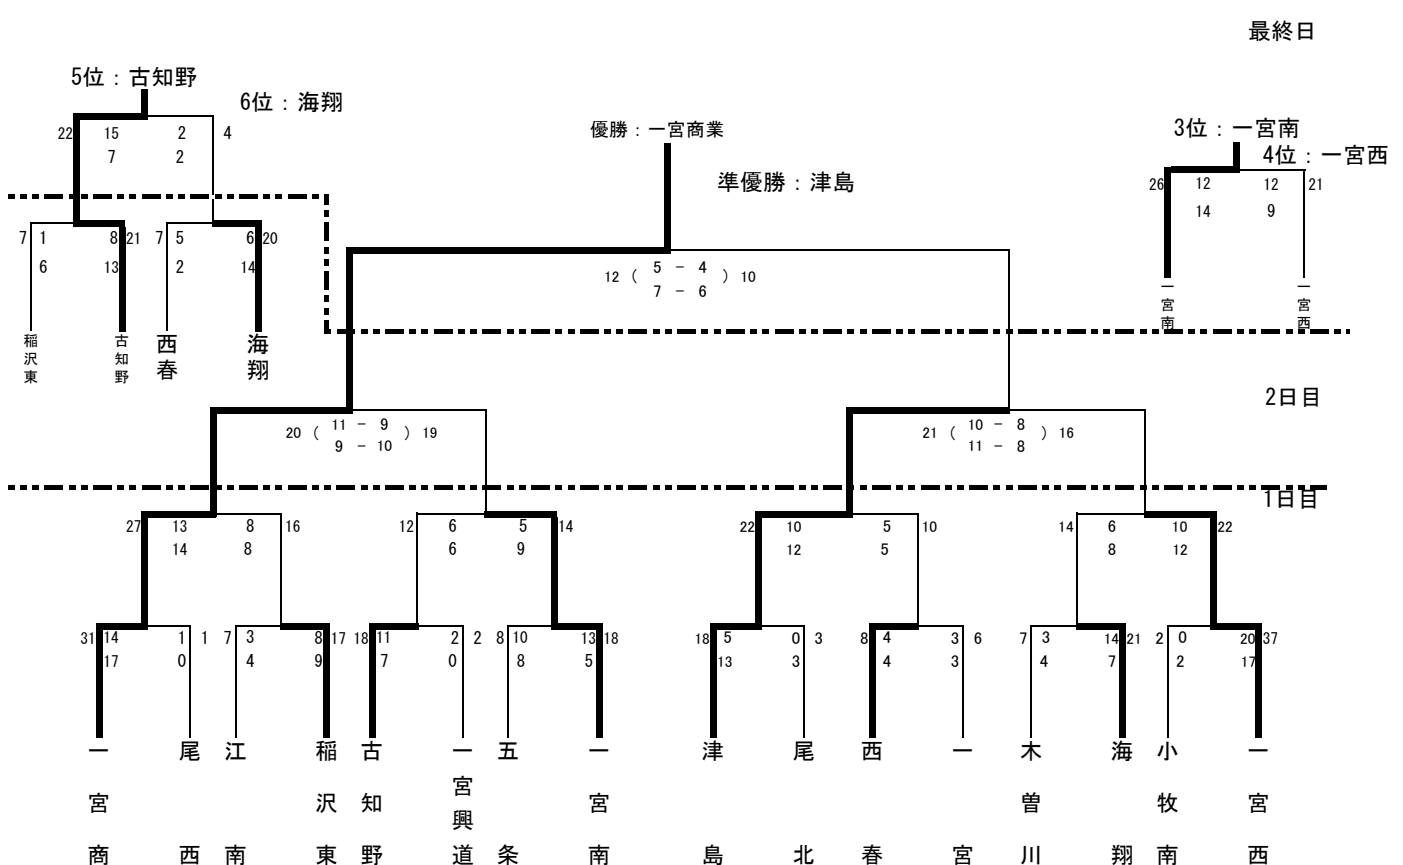 最終日
5位：古知野
6位：海翔
22 15 2 4
7 2
優勝：一宮商業
準優勝：津島
3位：一宮南
4位：一宮西
26 12 12 21
14 9
7 1 8 21 7 5 6 20
6 13 2 14
稲沢東
古知野
西春
海翔
12 ( 5 - 4 ) 10
7 - 6
一宮南
一宮西
2日目
20 ( 11 - 9 ) 19
9 - 10
21 ( 10 - 8 ) 16
11 - 8
1日目
27 13 8 16 12 6 5 14 22 10 5 10 14 6 10 22
14 8 6 9 12 5 8 12
31 14 1 1 7 3 8 17 18 11 2 2 8 10 13 18 18 5 0 3 8 4 3 6 7 3 14 21 2 0 20 37
17 0 4 9 7 0 8 5 13 3 4 3 4 7 2 17
一宮商
尾西
江南
稲沢東
古知野
一宮興道
五条
一宮南
津島
尾北
西春
一宮
木曽川
海翔
小牧南
一宮西